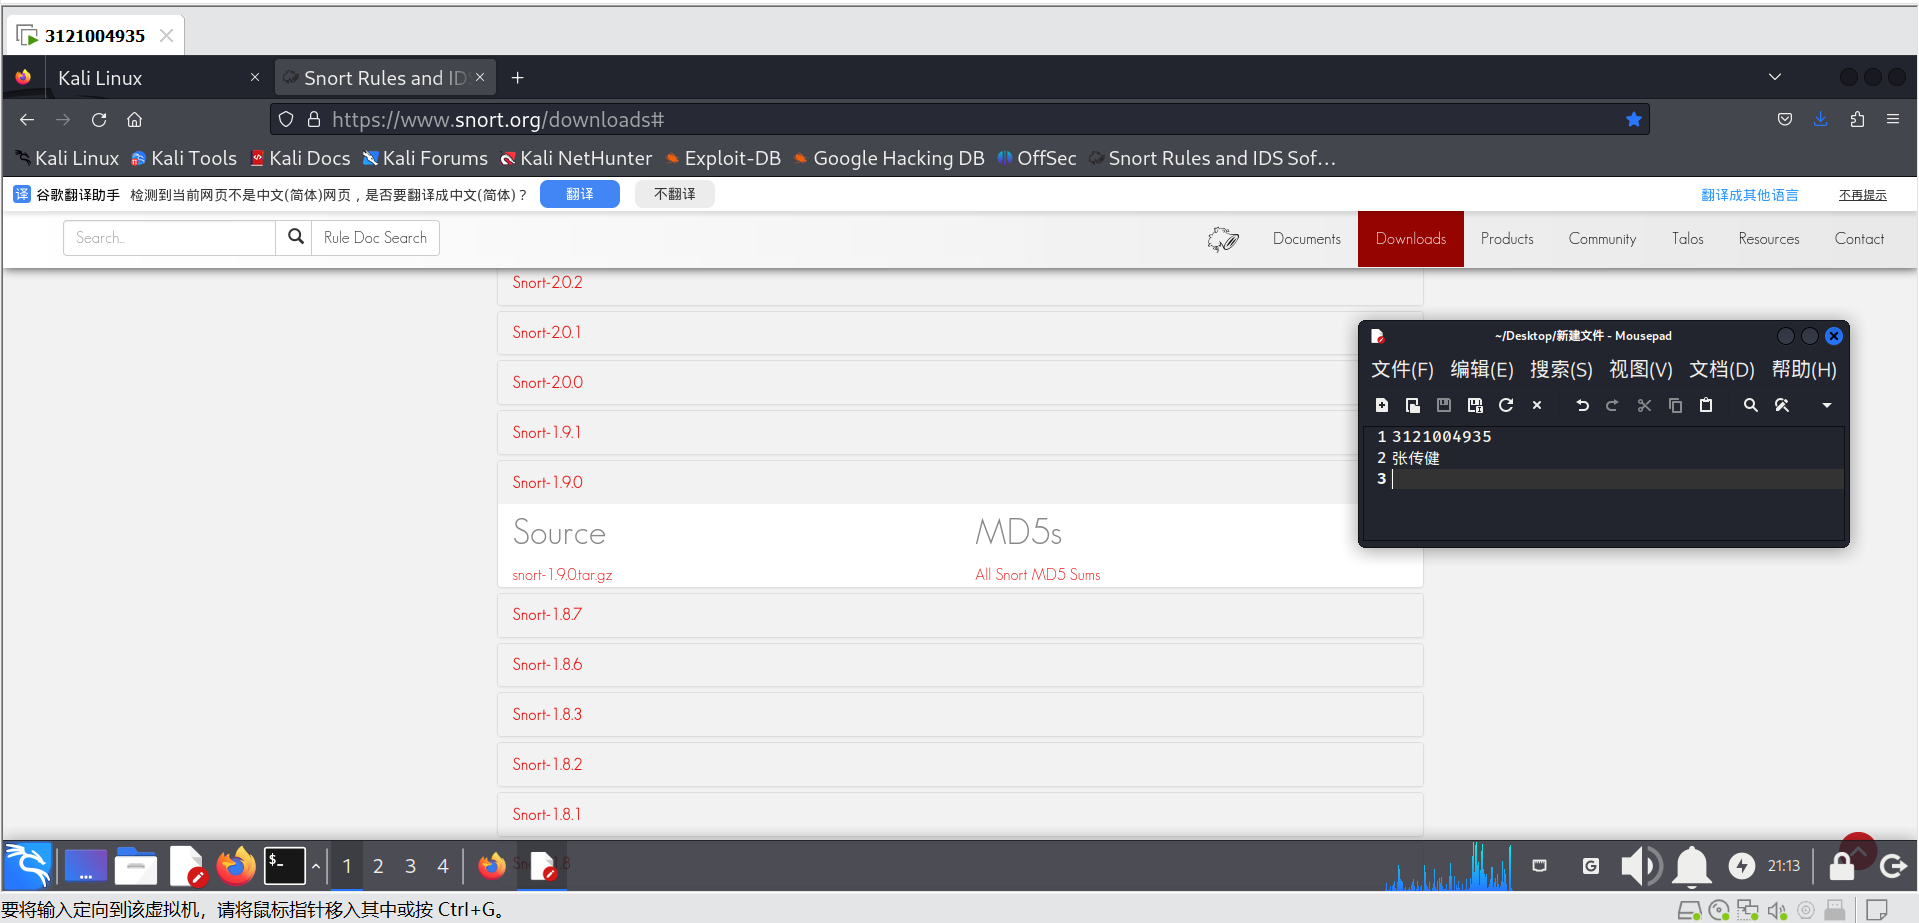 3121004935
Kali Linux
Snort Rules and IDS
https://www.snort.org/downloads#
Kali Linux Kali Tools Kali Docs Kali Forums Kali NetHunter Exploit-DB Google Hacking DB OffSec Snort Rules and IDS Sof…
译 谷歌翻译助手 检测到当前网页不是中文(简体)网页，是否要翻译成中文(简体)？ 翻译 不翻译 翻译成其他语言 不再提示
Search.. Rule Doc Search Documents Downloads Products Community Talos Resources Contact
Snort-2.0.2
Snort-2.0.1
Snort-2.0.0
Snort-1.9.1
Snort-1.9.0
Source MD5s
snort-1.9.0.tar.gz All Snort MD5 Sums
Snort-1.8.7
Snort-1.8.6
Snort-1.8.3
Snort-1.8.2
Snort-1.8.1
~/Desktop/新建文件 - Mousepad
文件(F) 编辑(E) 搜索(S) 视图(V) 文档(D) 帮助(H)
1 3121004935
2 张传健
3
1 2 3 4
21:13
要将输入定向到该虚拟机，请将鼠标指针移入其中或按 Ctrl+G。